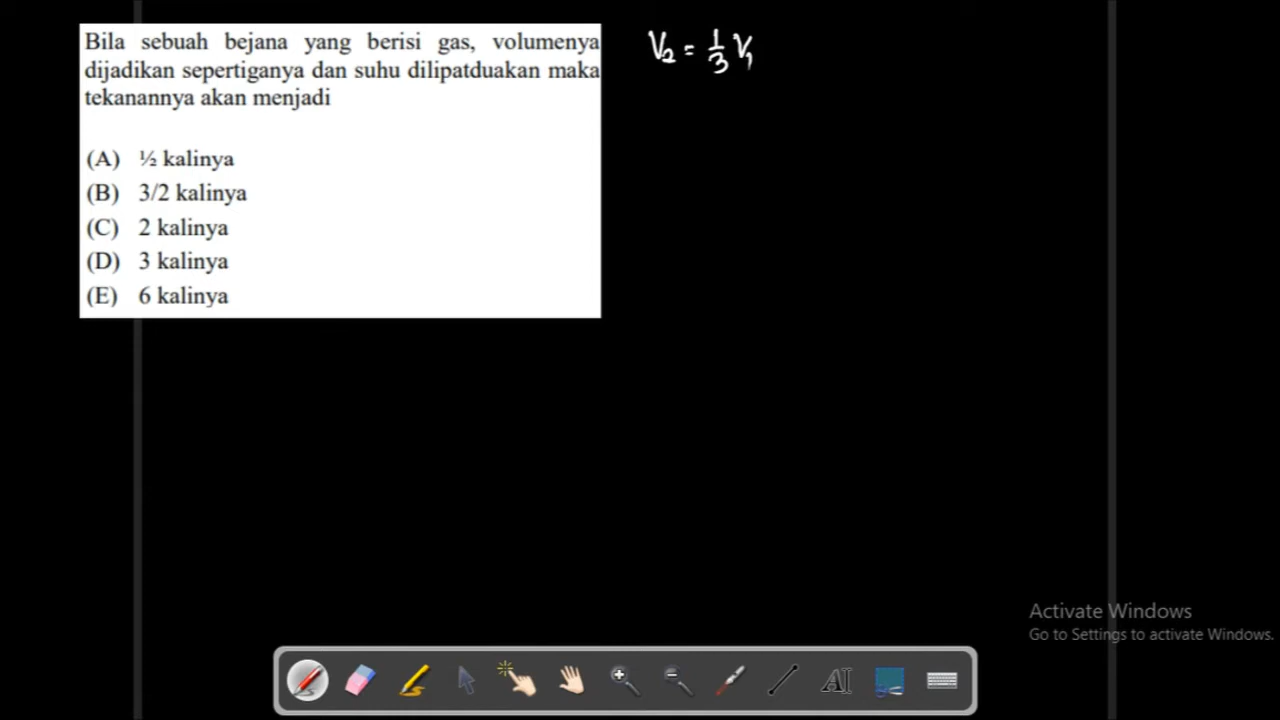 Bila sebuah bejana yang berisi gas, volumenya
dijadikan sepertiganya dan suhu dilipatduakan maka
tekanannya akan menjadi
(A) ½ kalinya
(B) 3/2 kalinya
(C) 2 kalinya
(D) 3 kalinya
(E) 6 kalinya
V₂ = 1/3 V₁
Activate Windows
Go to Settings to activate Windows.
AI